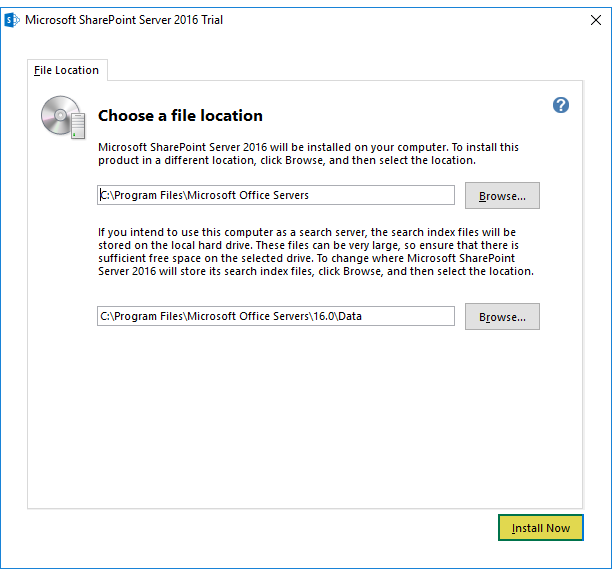 Microsoft SharePoint Server 2016 Trial
File Location
Choose a file location
?
Microsoft SharePoint Server 2016 will be installed on your computer. To install this
product in a different location, click Browse, and then select the location.
C:\Program Files\Microsoft Office Servers
Browse...
If you intend to use this computer as a search server, the search index files will be
stored on the local hard drive. These files can be very large, so ensure that there is
sufficient free space on the selected drive. To change where Microsoft SharePoint
Server 2016 will store its search index files, click Browse, and then select the location.
C:\Program Files\Microsoft Office Servers\16.0\Data
Browse...
Install Now